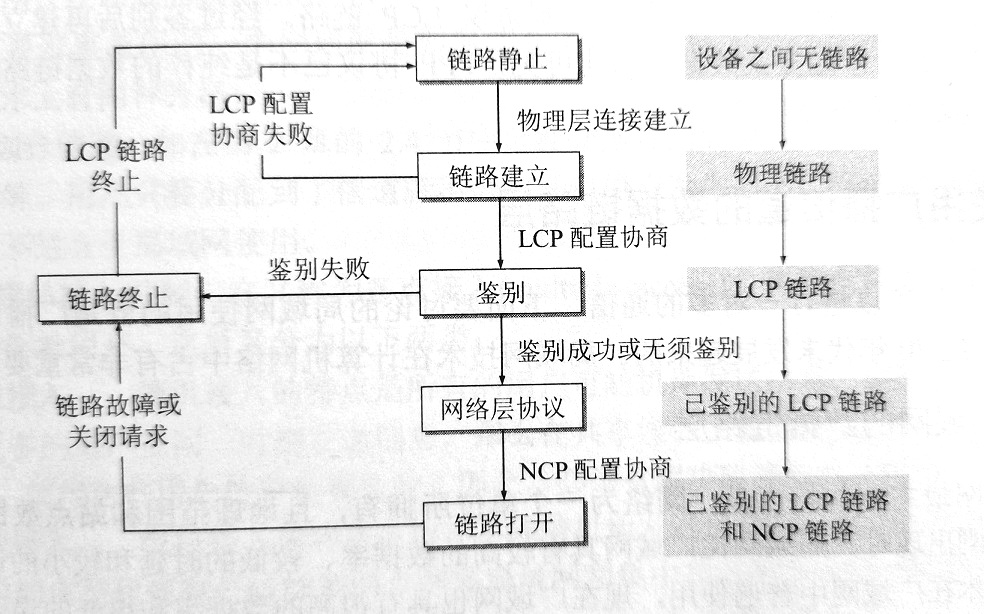 链路静止
设备之间无链路
LCP 配置
协商失败
物理层连接建立
LCP 链路
终止
链路建立
物理链路
LCP 配置协商
鉴别失败
链路终止
鉴别
LCP 链路
鉴别成功或无须鉴别
链路故障或
关闭请求
网络层协议
已鉴别的 LCP 链路
NCP 配置协商
链路打开
已鉴别的 LCP 链路
和 NCP 链路